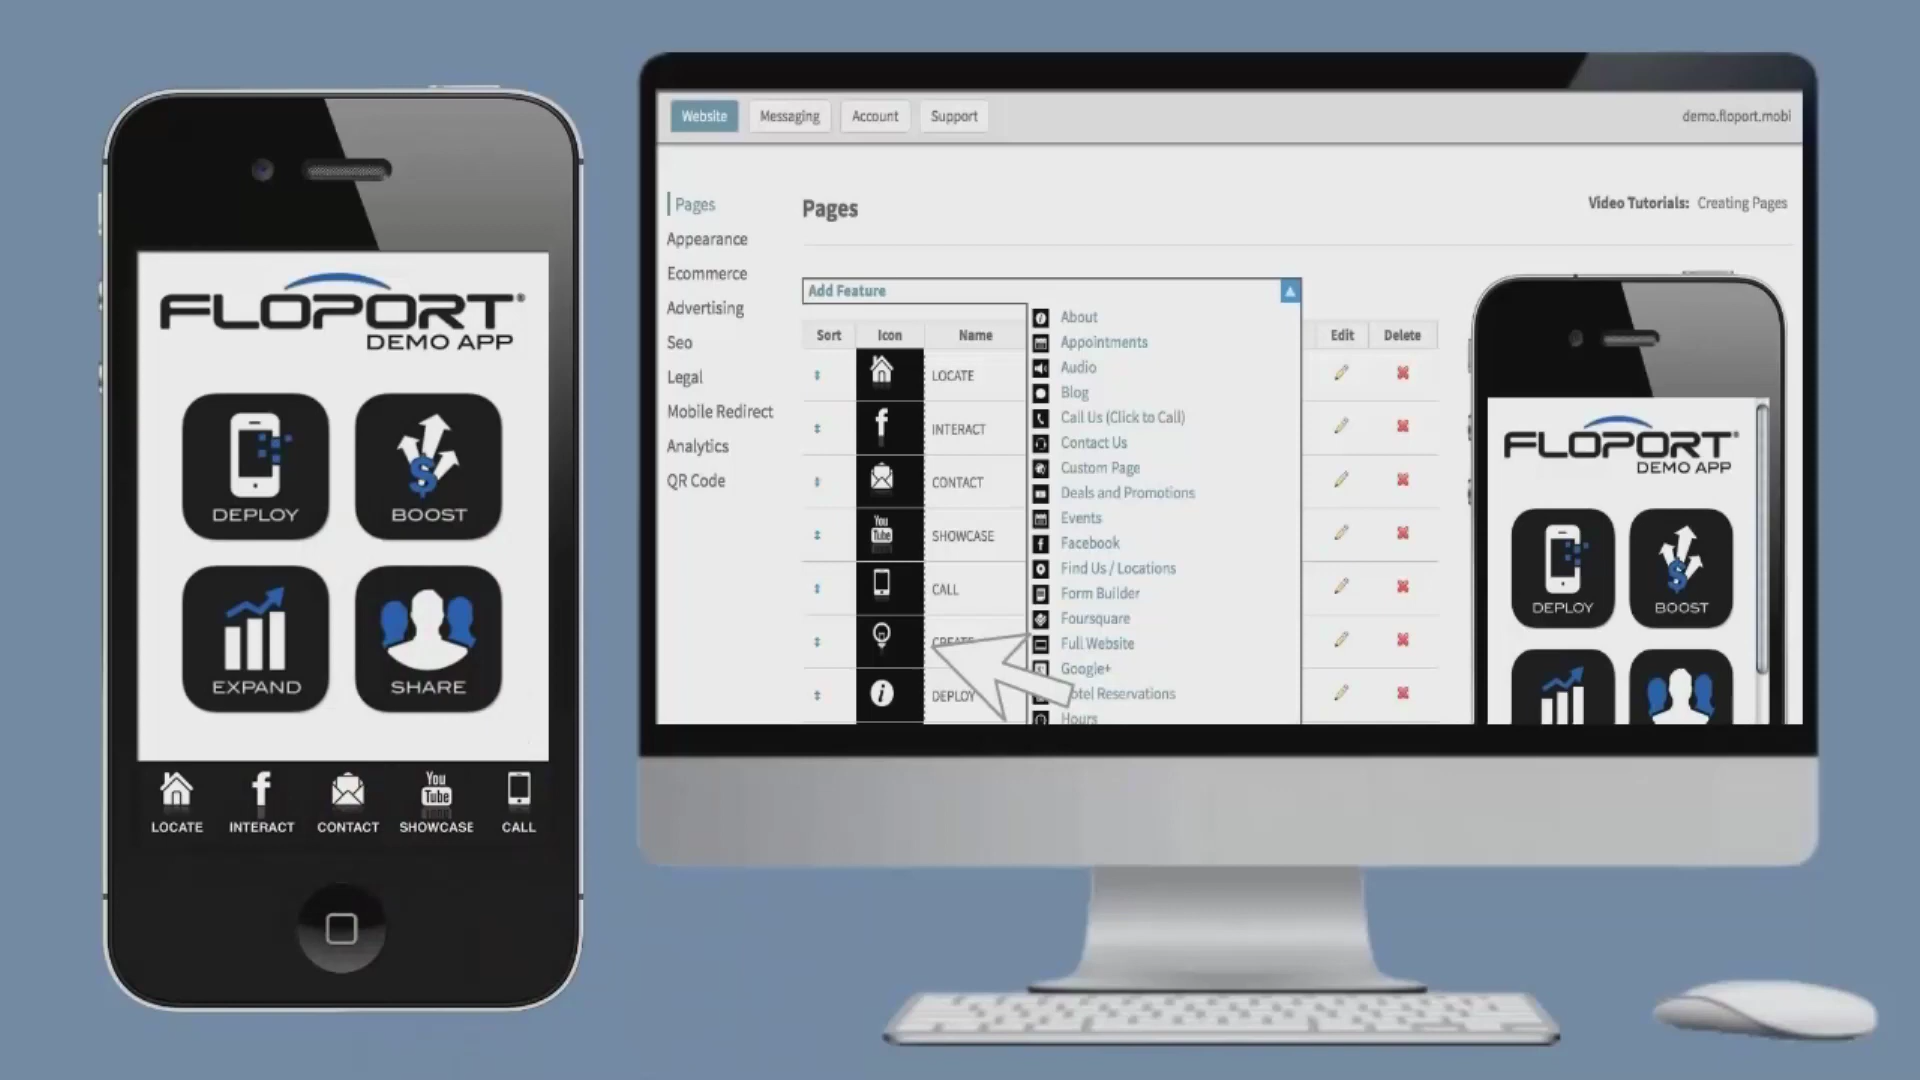 FLOPORT®
DEMO APP
DEPLOY
BOOST
EXPAND
SHARE
LOCATE
INTERACT
CONTACT
You
Tube
SHOWCASE
CALL
Website
Messaging
Account
Support
demo.floport.mobi
Pages
Appearance
Ecommerce
Advertising
Seo
Legal
Mobile Redirect
Analytics
QR Code
Pages
Video Tutorials: Creating Pages
Add Feature
Sort Icon Name Edit Delete
LOCATE
INTERACT
CONTACT
You
Tube
SHOWCASE
CALL
CREATE
DEPLOY
About
Appointments
Audio
Blog
Call Us (Click to Call)
Contact Us
Custom Page
Deals and Promotions
Events
Facebook
Find Us / Locations
Form Builder
Foursquare
Full Website
Google+
otel Reservations
Hours
FLOPORT®
DEMO APP
DEPLOY
BOOST